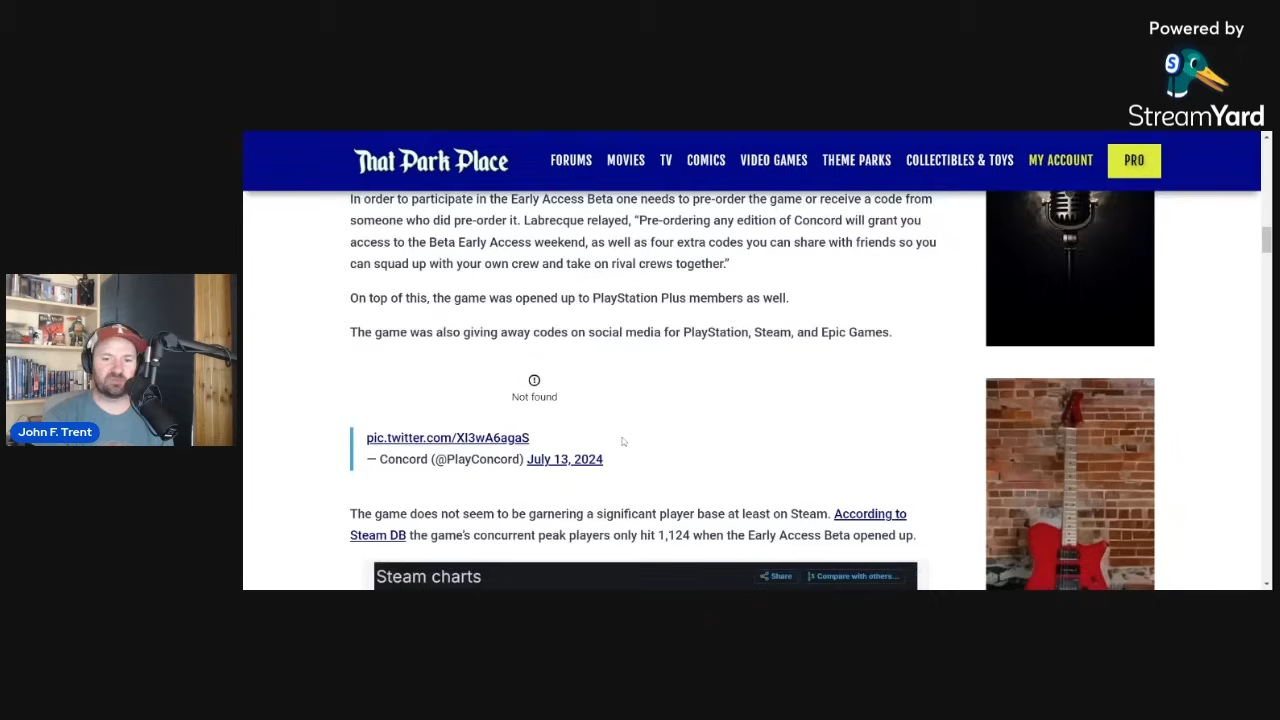 Powered by
S
StreamYard
That Park Place
FORUMS MOVIES TV COMICS VIDEO GAMES THEME PARKS COLLECTIBLES & TOYS MY ACCOUNT PRO
In order to participate in the Early Access Beta one needs to pre-order the game or receive a code from
someone who did pre-order it. Labrecque relayed, “Pre-ordering any edition of Concord will grant you
access to the Beta Early Access weekend, as well as four extra codes you can share with friends so you
can squad up with your own crew and take on rival crews together.”
On top of this, the game was opened up to PlayStation Plus members as well.
The game was also giving away codes on social media for PlayStation, Steam, and Epic Games.
Not found
pic.twitter.com/XI3wA6agaS
— Concord (@PlayConcord) July 13, 2024
The game does not seem to be garnering a significant player base at least on Steam. According to
Steam DB the game’s concurrent peak players only hit 1,124 when the Early Access Beta opened up.
Steam charts
Share Compare with others...
John F. Trent